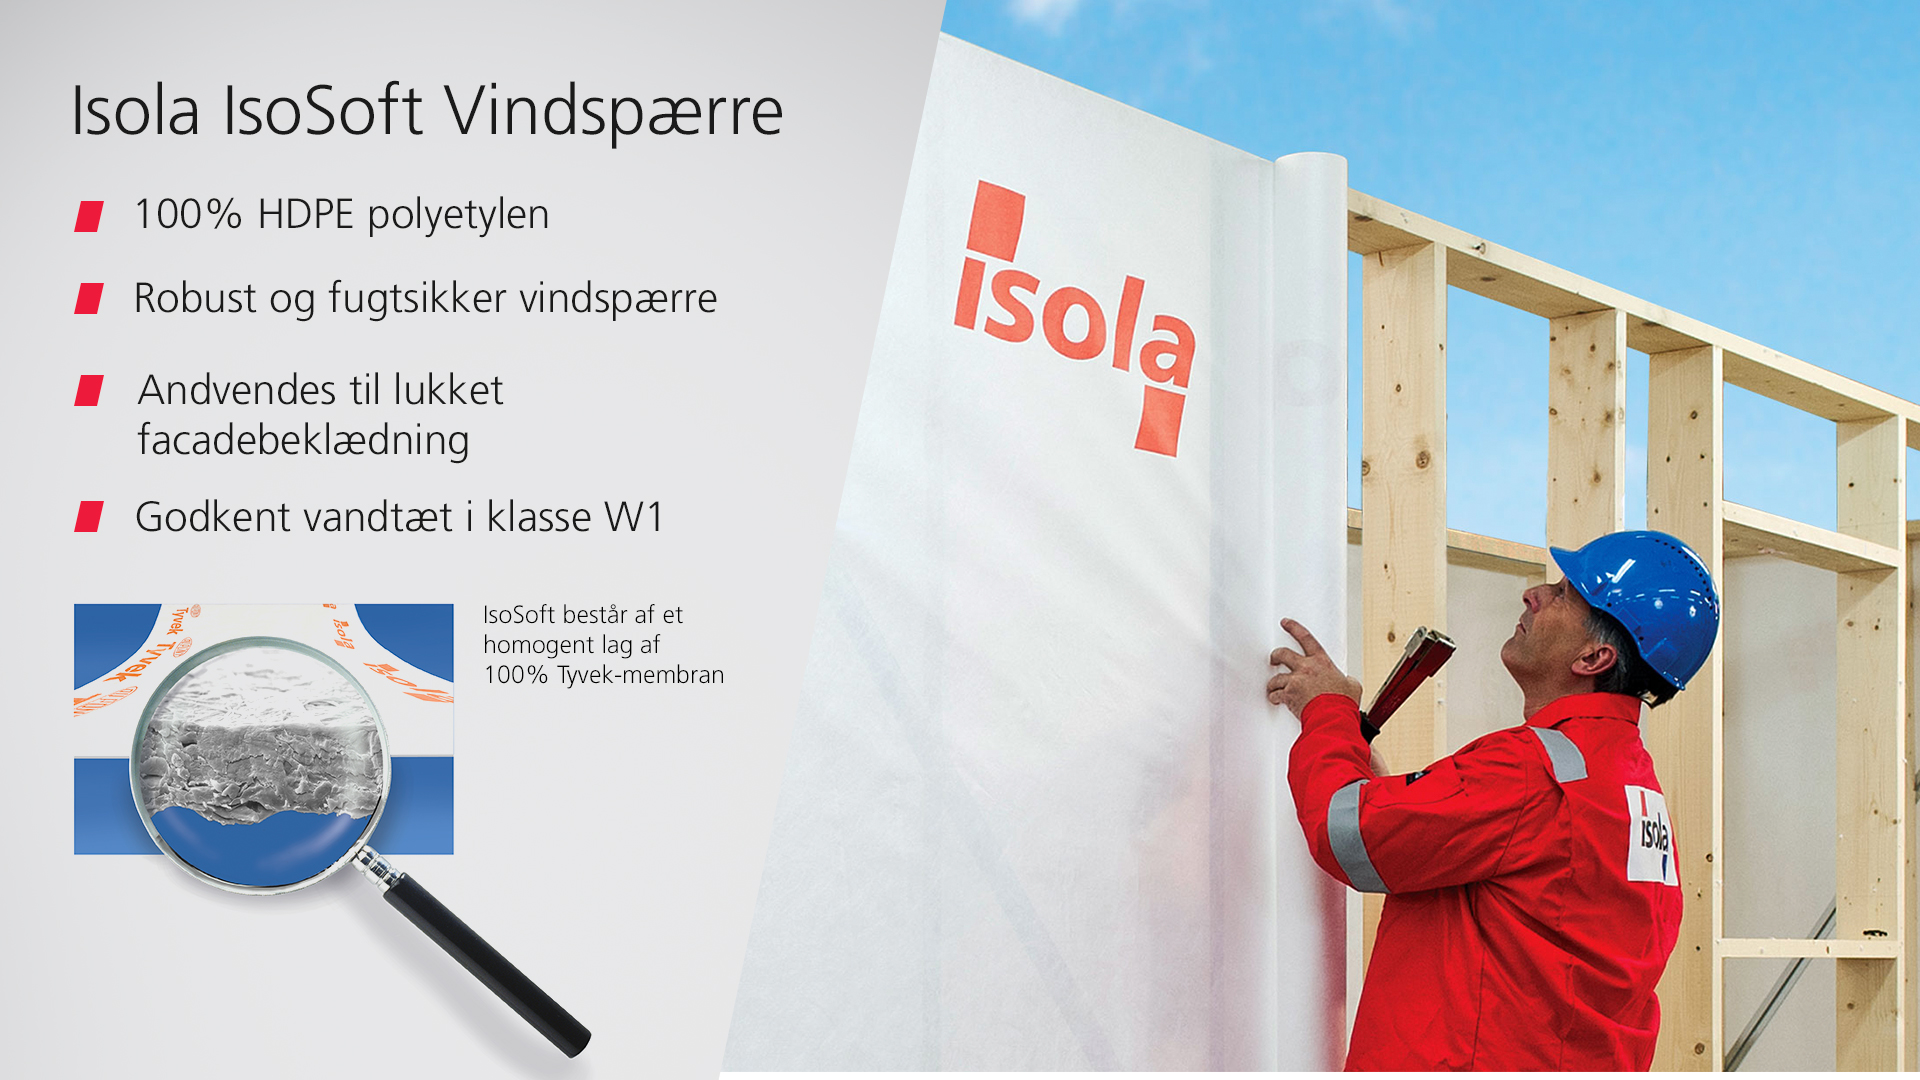 Isola IsoSoft Vindspærre
100% HDPE polyetylen
Robust og fugtsikker vindspærre
Andvendes til lukket
facadebeklædning
Godkent vandtæt i klasse W1
IsoSoft består af et
homogent lag af
100% Tyvek-membran
Tyvek
isola
Tyvek
isola
isola